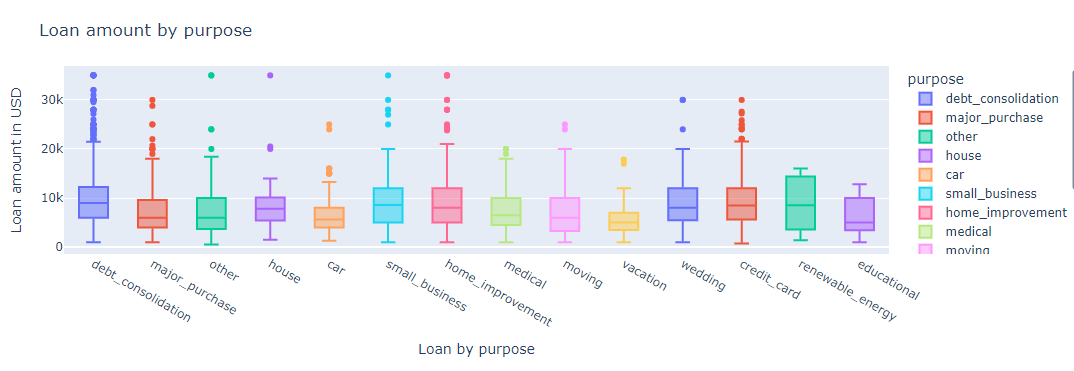 Loan amount by purpose
Loan amount in USD
30k
20k
10k
0
debt_consolidation
major_purchase
other
house
car
small_business
home_improvement
medical
moving
vacation
wedding
credit_card
renewable_energy
educational
Loan by purpose
purpose
debt_consolidation
major_purchase
other
house
car
small_business
home_improvement
medical
moving